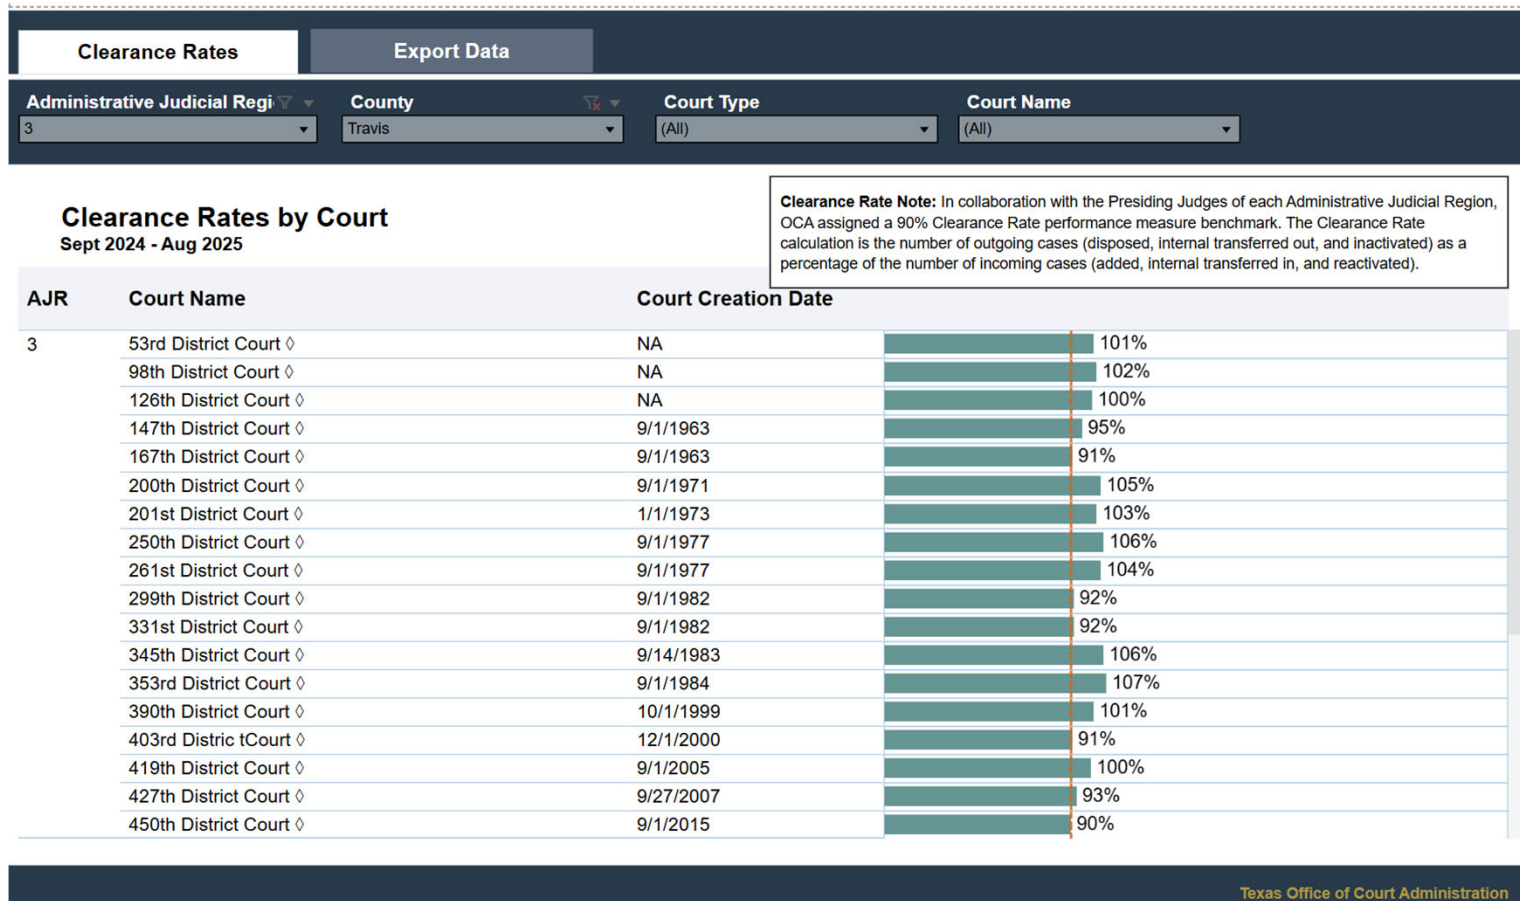 Clearance Rates Export Data
Administrative Judicial Regi County Court Type Court Name
3 Travis (All) (All)
Clearance Rate Note: In collaboration with the Presiding Judges of each Administrative Judicial Region,
OCA assigned a 90% Clearance Rate performance measure benchmark. The Clearance Rate
calculation is the number of outgoing cases (disposed, internal transferred out, and inactivated) as a
percentage of the number of incoming cases (added, internal transferred in, and reactivated).
Clearance Rates by Court
Sept 2024 - Aug 2025
AJR Court Name Court Creation Date
3 53rd District Court ◊ NA 101%
98th District Court ◊ NA 102%
126th District Court ◊ NA 100%
147th District Court ◊ 9/1/1963 95%
167th District Court ◊ 9/1/1963 91%
200th District Court ◊ 9/1/1971 105%
201st District Court ◊ 1/1/1973 103%
250th District Court ◊ 9/1/1977 106%
261st District Court ◊ 9/1/1977 104%
299th District Court ◊ 9/1/1982 92%
331st District Court ◊ 9/1/1982 92%
345th District Court ◊ 9/14/1983 106%
353rd District Court ◊ 9/1/1984 107%
390th District Court ◊ 10/1/1999 101%
403rd Distric tCourt ◊ 12/1/2000 91%
419th District Court ◊ 9/1/2005 100%
427th District Court ◊ 9/27/2007 93%
450th District Court ◊ 9/1/2015 90%
Texas Office of Court Administration